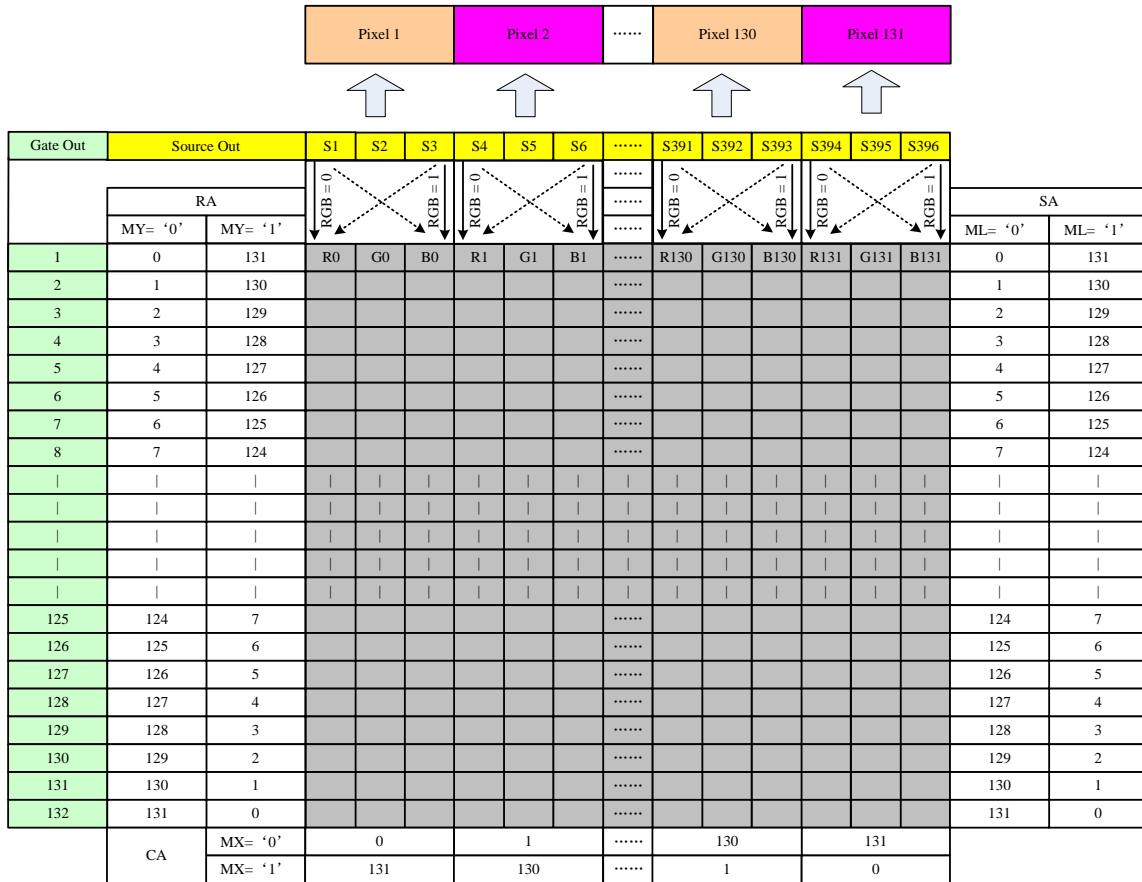 Pixel 1 Pixel 2 ...... Pixel 130 Pixel 131
Gate Out Source Out S1 S2 S3 S4 S5 S6 ...... S391 S392 S393 S394 S395 S396
RGB = 0 RGB = 1 RGB = 0 RGB = 1 ...... RGB = 0 RGB = 1 RGB = 0 RGB = 1
RA ...... SA
MY= ‘0’ MY= ‘1’ ...... ML= ‘0’ ML= ‘1’
1 0 131 R0 G0 B0 R1 G1 B1 ...... R130 G130 B130 R131 G131 B131 0 131
2 1 130 ...... 1 130
3 2 129 ...... 2 129
4 3 128 ...... 3 128
5 4 127 ...... 4 127
6 5 126 ...... 5 126
7 6 125 ...... 6 125
8 7 124 ...... 7 124
| | | | | | | | | | | | | | | | | |
| | | | | | | | | | | | | | | | | |
| | | | | | | | | | | | | | | | | |
| | | | | | | | | | | | | | | | | |
| | | | | | | | | | | | | | | | | |
125 124 7 ...... 124 7
126 125 6 ...... 125 6
127 126 5 ...... 126 5
128 127 4 ...... 127 4
129 128 3 ...... 128 3
130 129 2 ...... 129 2
131 130 1 ...... 130 1
132 131 0 ...... 131 0
CA MX= ‘0’ 0 1 ...... 130 131
MX= ‘1’ 131 130 ...... 1 0